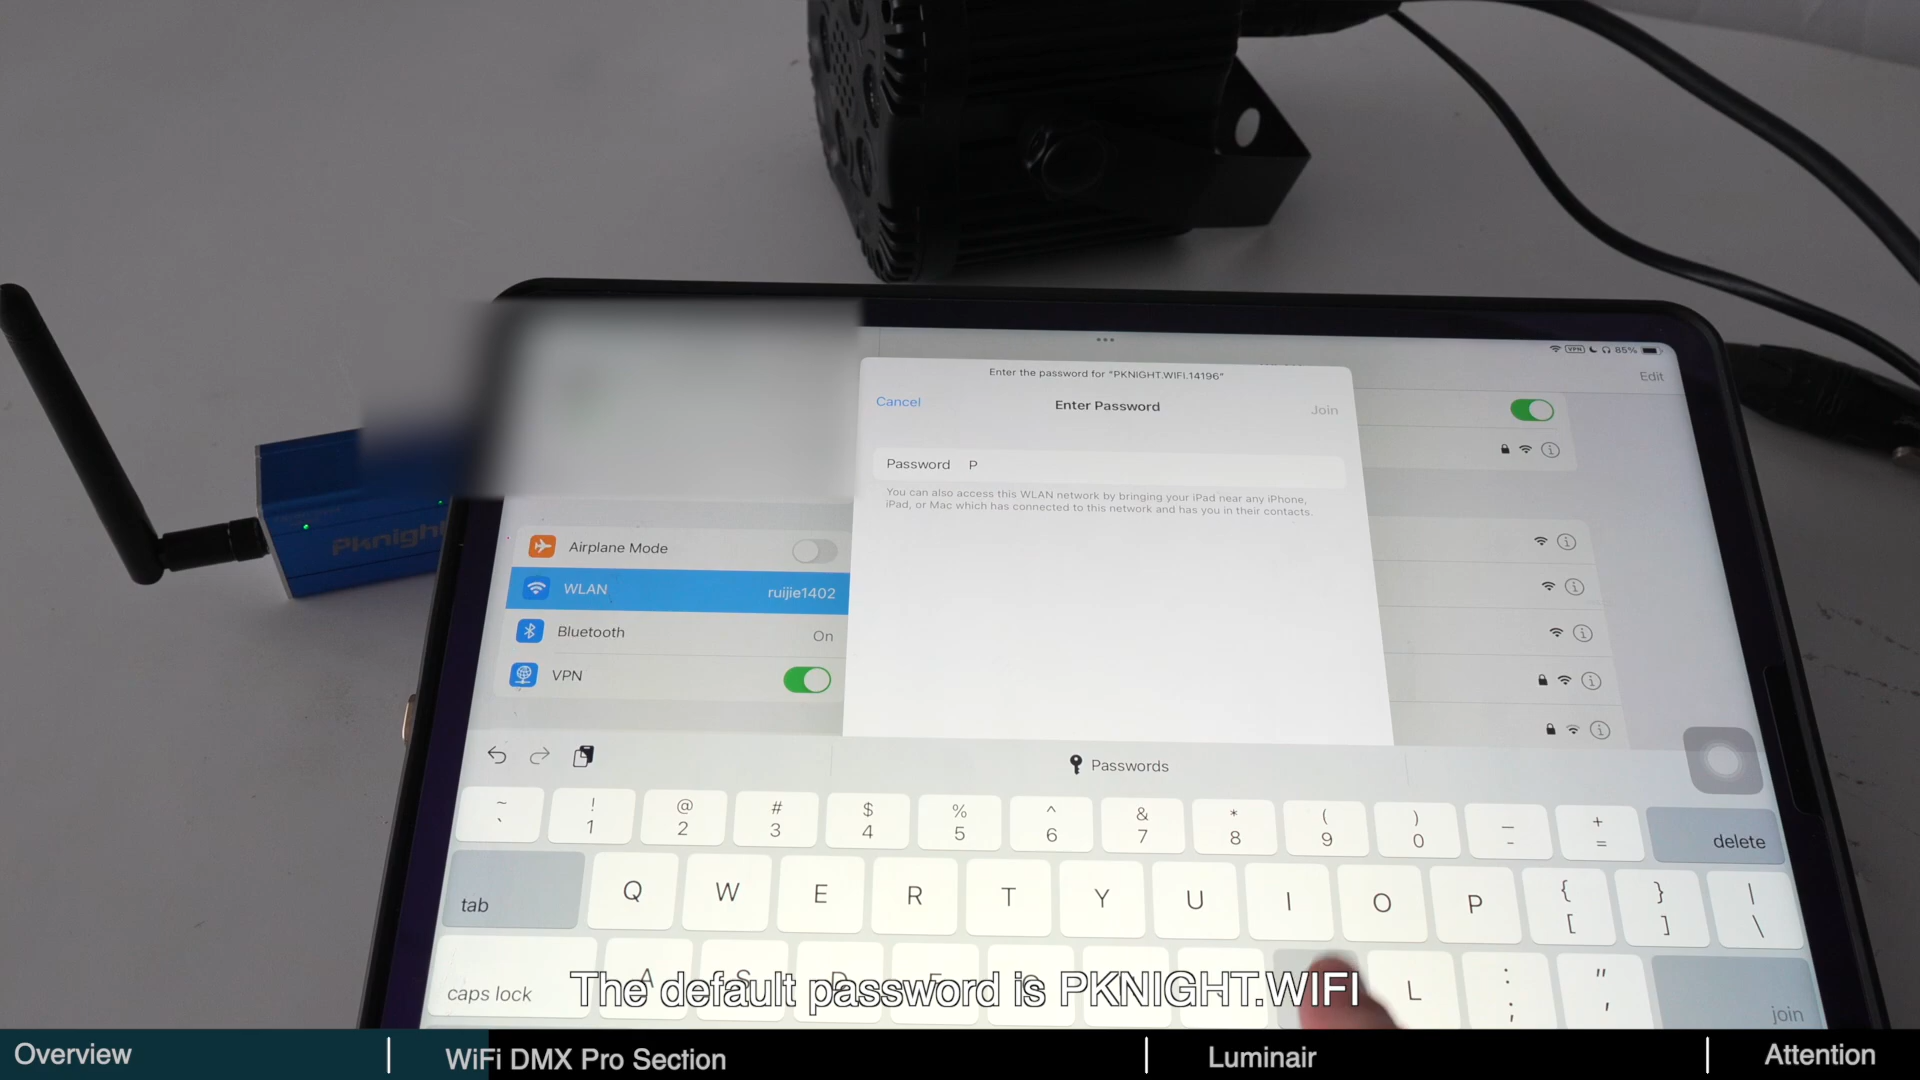 Pknight
•••
VPN 85%
Edit
Enter the password for “PKNIGHT.WIFI.14196”
Cancel
Enter Password
Join
Password P
You can also access this WLAN network by bringing your iPad near any iPhone,
iPad, or Mac which has connected to this network and has you in their contacts.
Airplane Mode
WLAN ruijie1402
Bluetooth On
VPN
Passwords
~ ! @ # $ % ^ & * ( ) _ +
` 1 2 3 4 5 6 7 8 9 0 - = delete
tab Q W E R T Y U I O P { [ } ] | \
caps lock A S D L : ; " ' join
The default password is PKNIGHT.WIFI
Overview
WiFi DMX Pro Section
Luminair
Attention